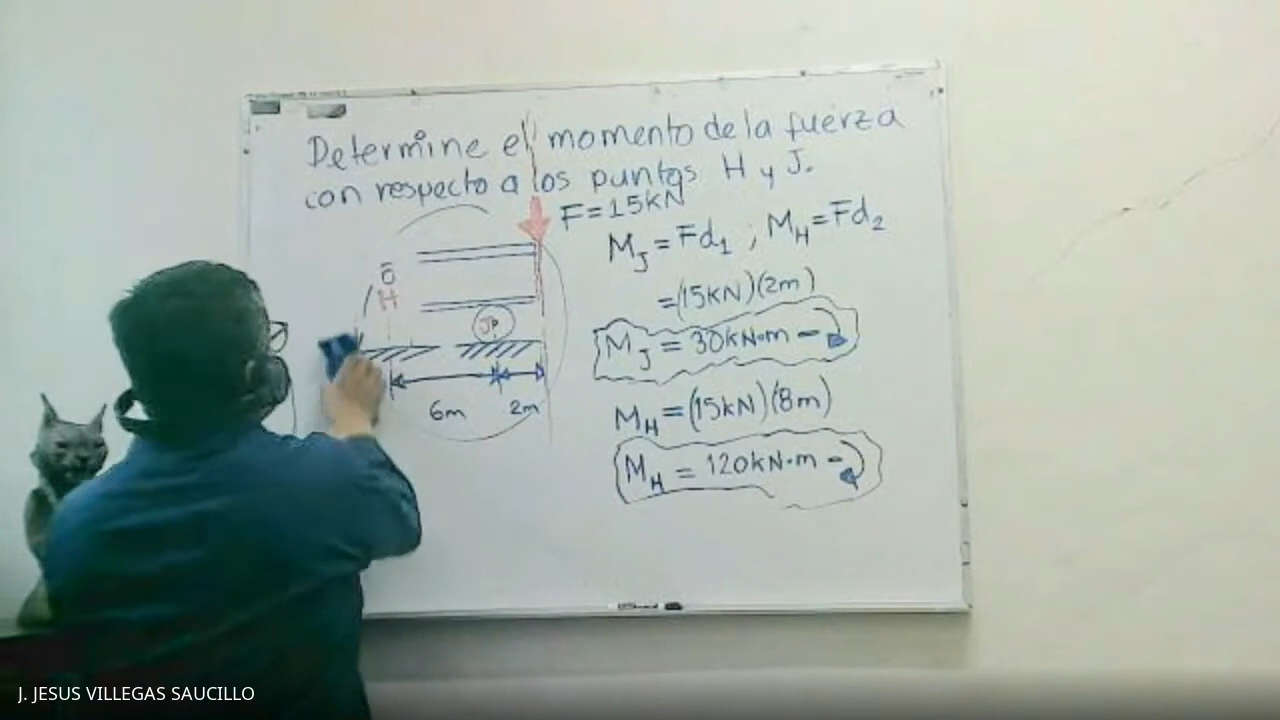 Determine el momento de la fuerza
con respecto a los puntos H y J.
F=15kN
M_J = Fd_1 ; M_H = Fd_2
=(15kN)(2m)
M_J = 30kN·m
M_H = (15kN)(8m)
M_H = 120kN·m
H
6m 2m
J. JESUS VILLEGAS SAUCILLO